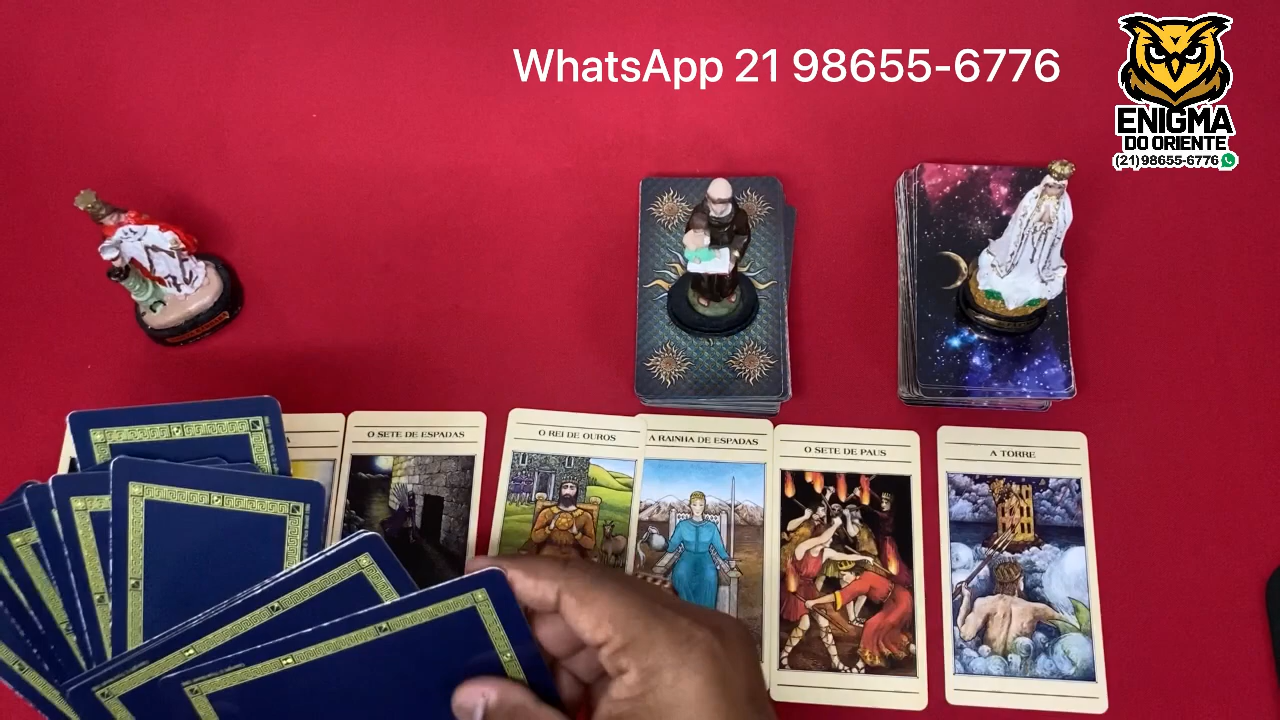 WhatsApp 21 98655-6776
ENIGMA
DO ORIENTE
(21)98655-6776
O SETE DE ESPADAS
O REI DE OUROS
A RAINHA DE ESPADAS
O SETE DE PAUS
A TORRE